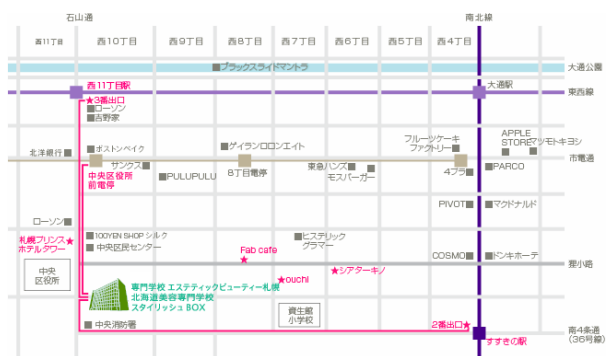 石山通
南北線
西11丁目
西10丁目
西9丁目
西8丁目
西7丁目
西6丁目
西5丁目
西4丁目
ブラックスライドマントラ
大通公園
西11丁目駅
大通駅
東西線
★3番出口
ローソン
吉野家
APPLE
STORE
マツモトキヨシ
北洋銀行
ボストンベイク
ゲイランロロンエイト
フルーツケーキ
ファクトリー
市電通
サンクス
中央区役所
前電停
PULUPULU
8丁目電停
東急ハンズ
モスバーガー
4プラ
PARCO
PIVOT
マクドナルド
ローソン
札幌プリンス
ホテルタワー
100YEN SHOP シルク
中央区民センター
ヒステリック
グラマー
Fab cafe
COSMO
ドンキホーテ
狸小路
中央
区役所
★シアターキノ
★ouchi
専門学校 エステティックビューティー札幌
北海道美容専門学校
スタイリッシュ BOX
資生館
小学校
中央消防署
2番出口★
南4条通
(36号線)
すすきの駅